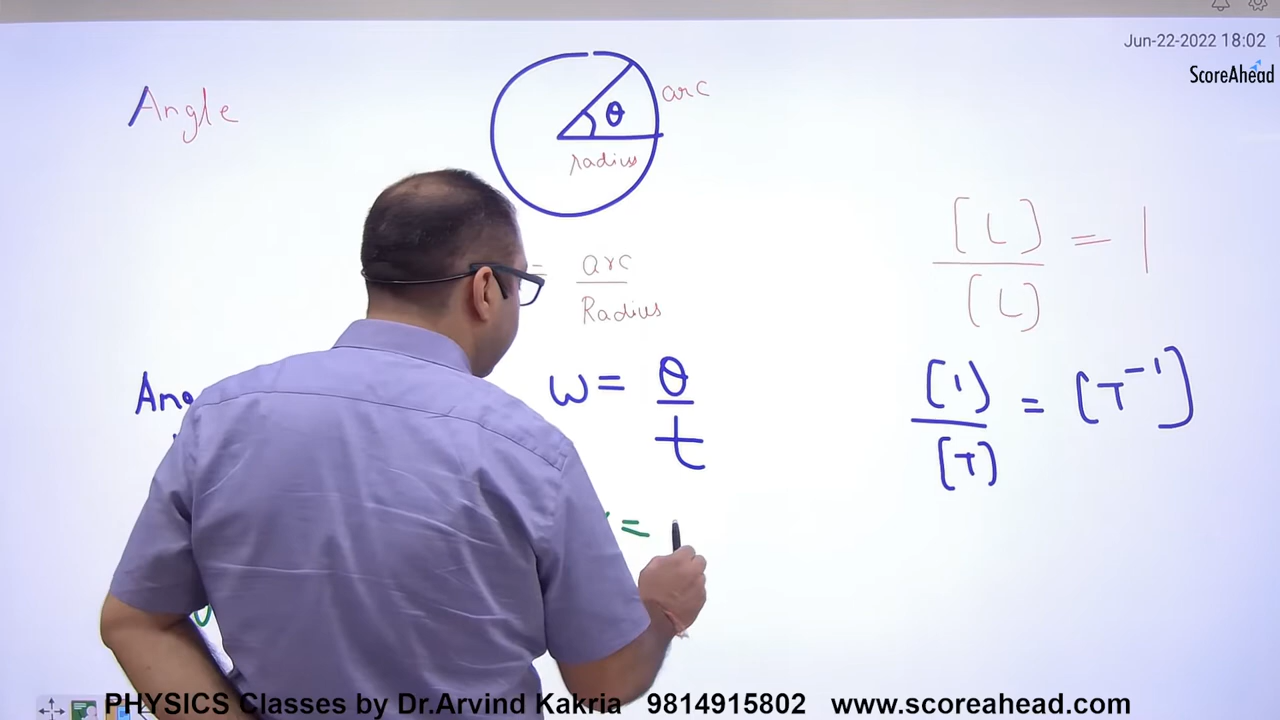 Jun-22-2022 18:02
ScoreAhead
Angle
θ
arc
radius
= arc
Radius
[L]
[L]
= 1
ω = θ
t
[1]
[T]
= [T⁻¹]
=
PHYSICS Classes by Dr.Arvind Kakria 9814915802 www.scoreahead.com